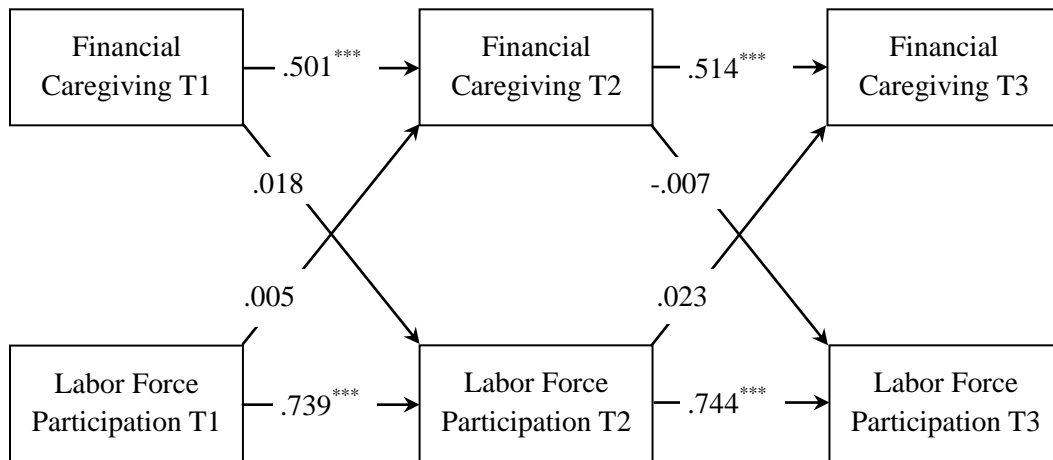 Financial
Caregiving T1
.501***
Financial
Caregiving T2
.514***
Financial
Caregiving T3
.018
-.007
.005
.023
Labor Force
Participation T1
.739***
Labor Force
Participation T2
.744***
Labor Force
Participation T3